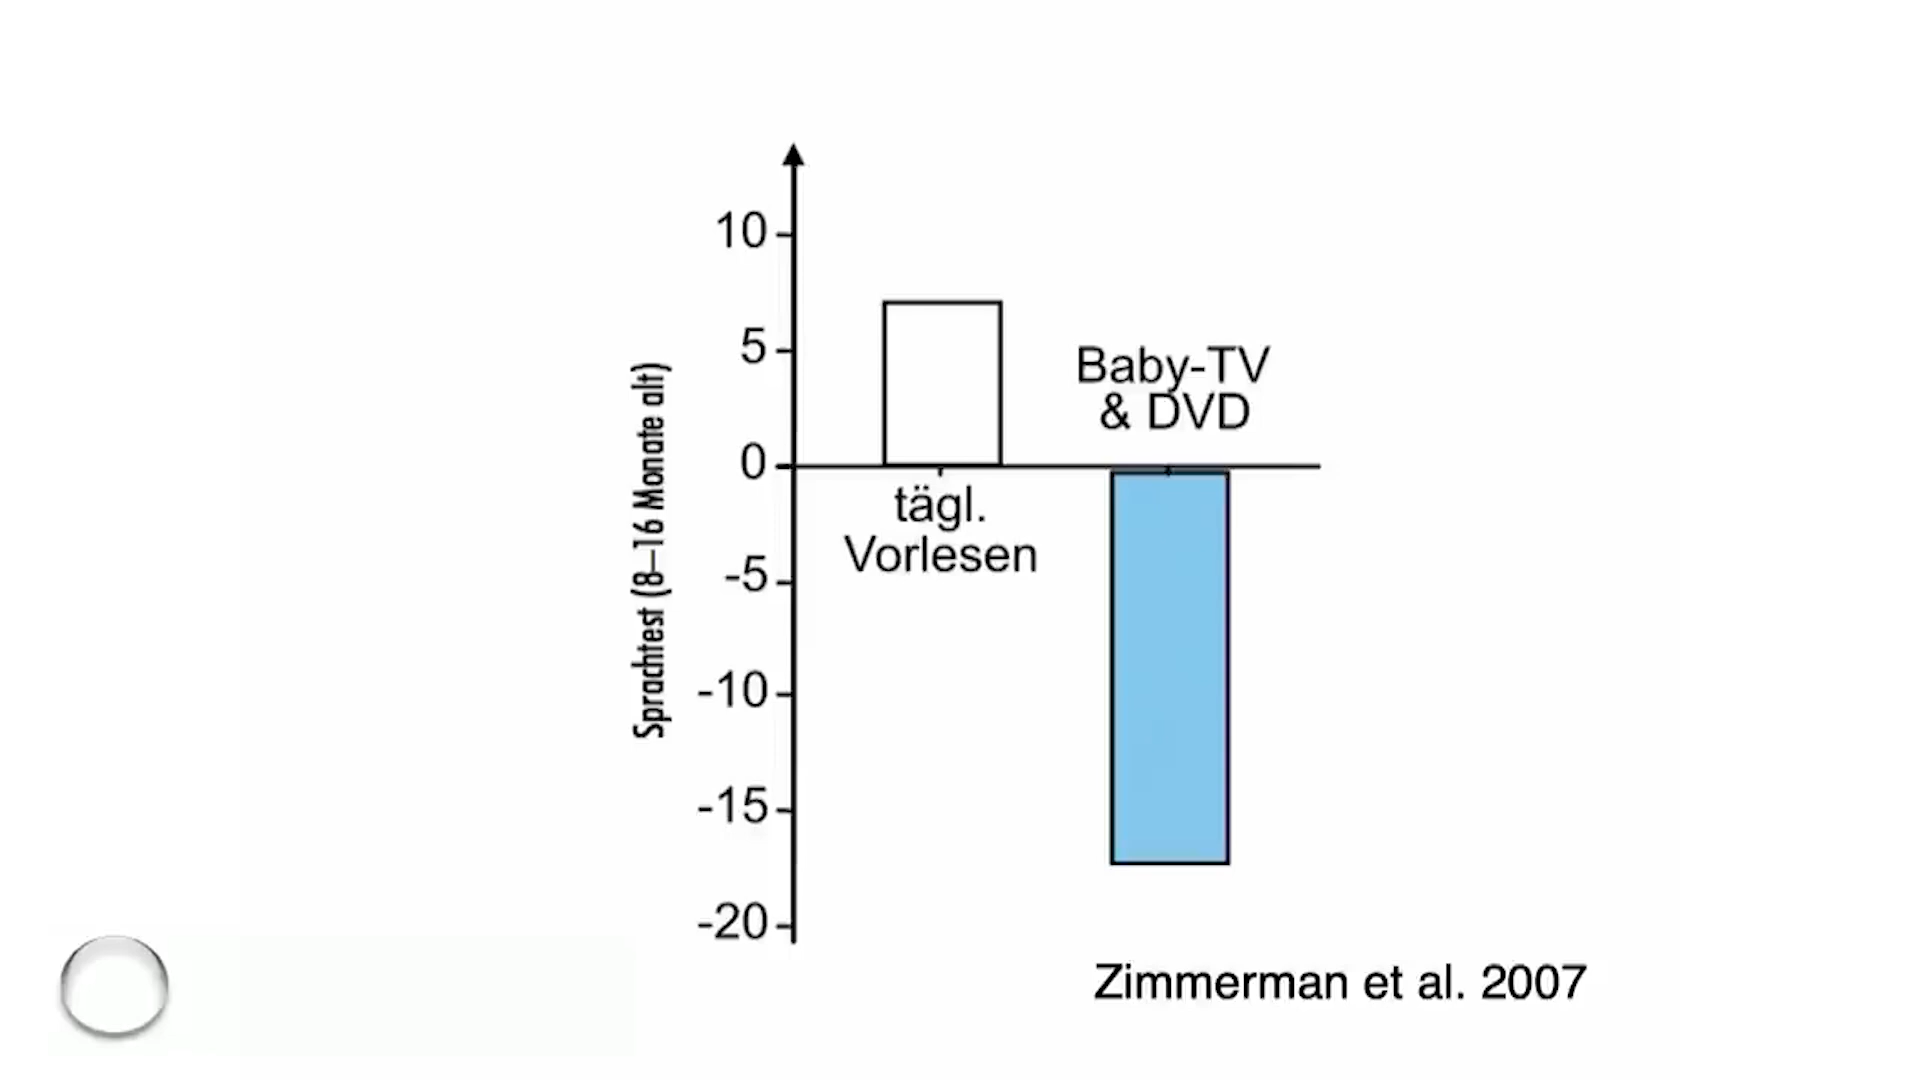 10
5
0
-5
-10
-15
-20
Sprachtest (8–16 Monate alt)
tägl.
Vorlesen
Baby-TV
& DVD
Zimmerman et al. 2007